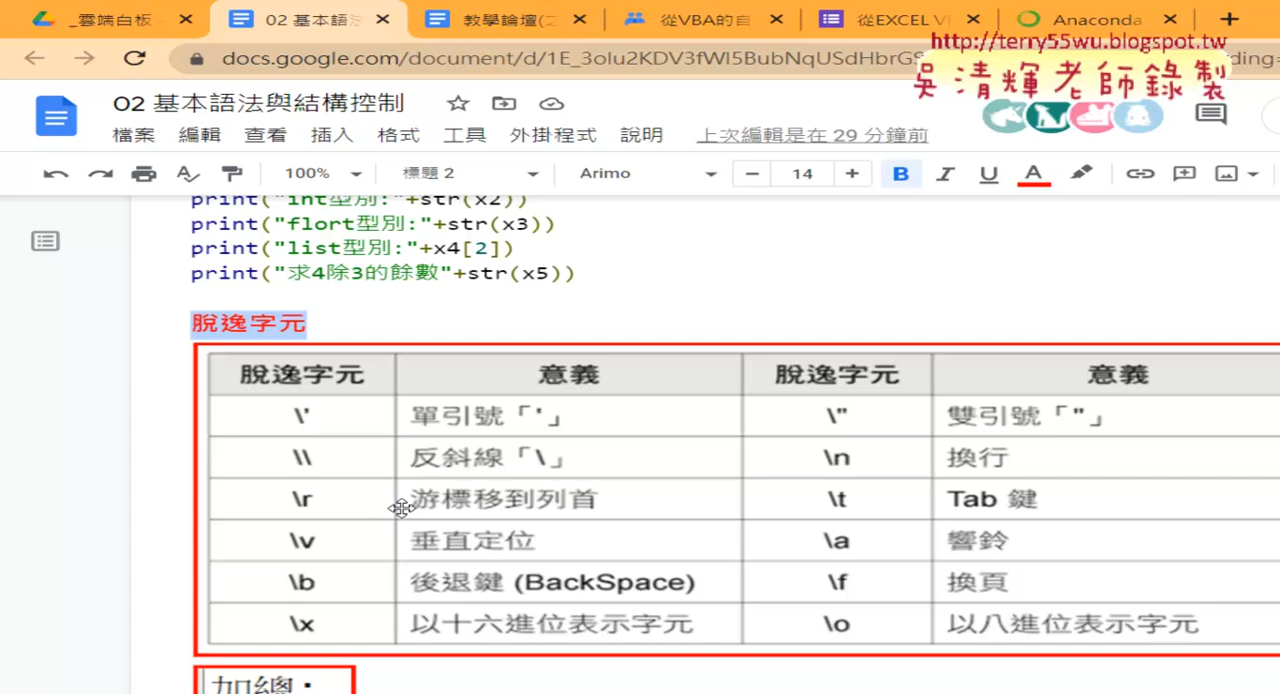 _雲端白板
02 基本語法
教學論壇(二
從VBA的自
從EXCEL V
Anaconda
http://terry55wu.blogspot.tw
docs.google.com/document/d/1E_3olu2KDV3fWl5BubNqUSdHbrG
吳清輝老師錄製
02 基本語法與結構控制
檔案 編輯 查看 插入 格式 工具 外掛程式 說明 上次編輯是在 29 分鐘前
100% 標題 2 Arimo 14 B I U A
print("int型別:"+str(x2))
print("flort型別:"+str(x3))
print("list型別:"+x4[2])
print("求4除3的餘數"+str(x5))
脫逸字元
脫逸字元 意義 脫逸字元 意義
\' 單引號「'」 \" 雙引號「"」
\\ 反斜線「\」 \n 換行
\r 游標移到列首 \t Tab 鍵
\v 垂直定位 \a 響鈴
\b 後退鍵 (BackSpace) \f 換頁
\x 以十六進位表示字元 \o 以八進位表示字元
加總：